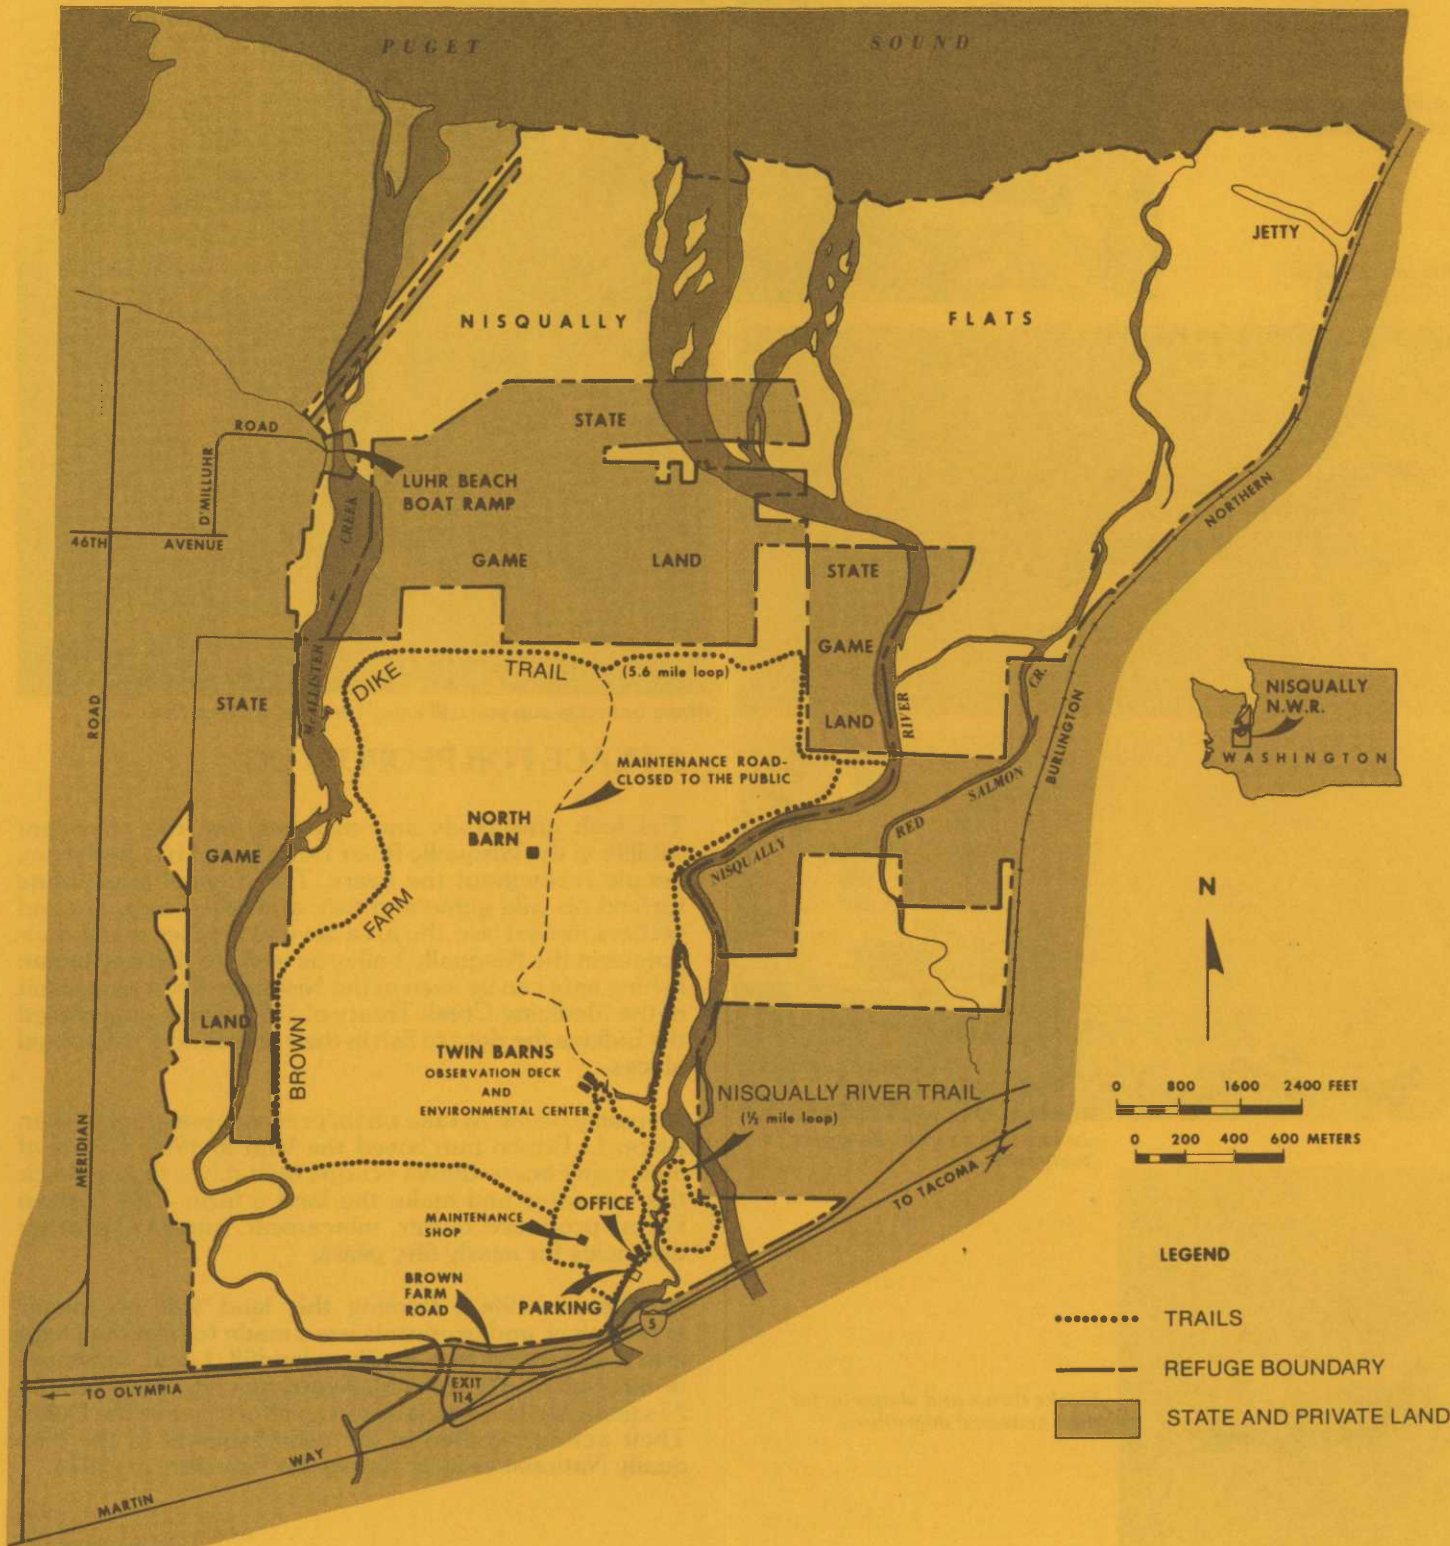 PUGET SOUND
JETTY
NISQUALLY FLATS
STATE
ROAD
D'MILLUHR
LUHR BEACH
BOAT RAMP
CREEK
46TH AVENUE
GAME LAND
STATE
GAME
LAND
NORTHERN
BURLINGTON
McALLISTER
DIKE TRAIL
(5.6 mile loop)
RIVER
CR.
SALMON
RED
NISQUALLY
N.W.R.
WASHINGTON
STATE
GAME
LAND
ROAD
MERIDIAN
MAINTENANCE ROAD-
CLOSED TO THE PUBLIC
NORTH
BARN
NISQUALLY
FARM
BROWN
N
TWIN BARNS
OBSERVATION DECK
AND
ENVIRONMENTAL CENTER
NISQUALLY RIVER TRAIL
(½ mile loop)
0 800 1600 2400 FEET
0 200 400 600 METERS
TO TACOMA
OFFICE
MAINTENANCE
SHOP
BROWN
FARM
ROAD
PARKING
5
EXIT
114
TO OLYMPIA
MARTIN WAY
LEGEND
TRAILS
REFUGE BOUNDARY
STATE AND PRIVATE LAND